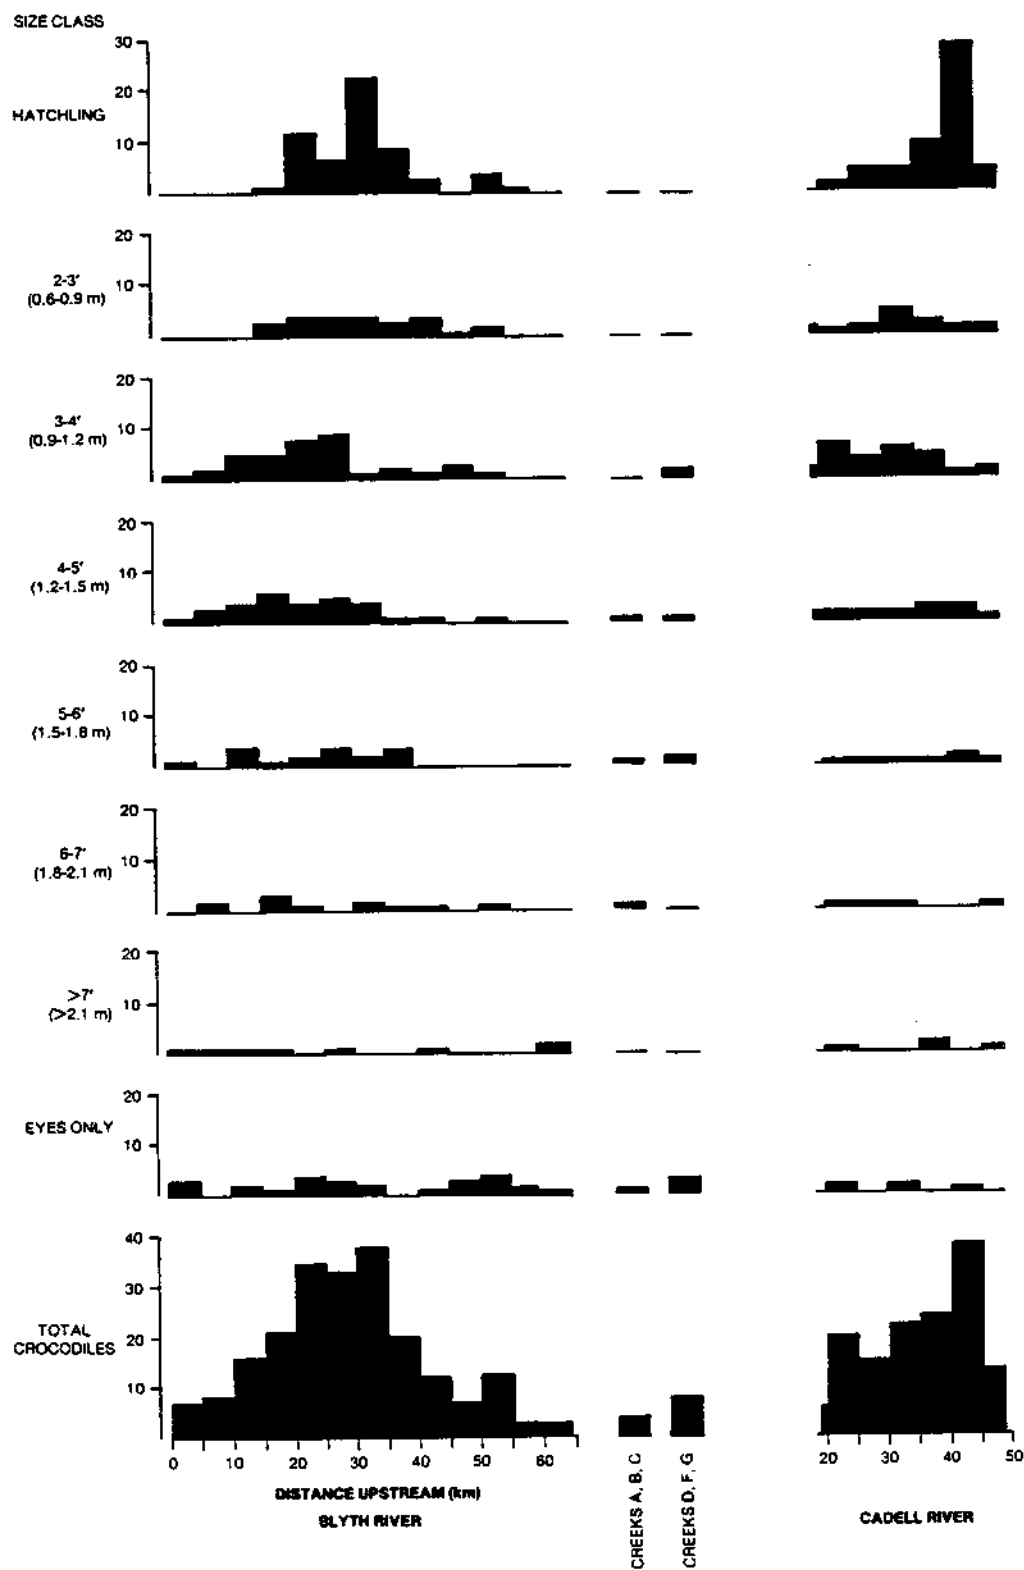 SIZE CLASS
30
20
10
HATCHLING
20
10
2-3'
(0.6-0.9 m)
20
10
3-4'
(0.9-1.2 m)
20
10
4-5'
(1.2-1.5 m)
20
10
5-6'
(1.5-1.8 m)
20
10
6-7'
(1.8-2.1 m)
20
10
>7'
(>2.1 m)
20
10
EYES ONLY
40
30
20
10
TOTAL
CROCODILES
0 10 20 30 40 50 60
DISTANCE UPSTREAM (km)
BLYTH RIVER
CREEKS A, B, C
CREEKS D, F, G
20 30 40 50
CADELL RIVER